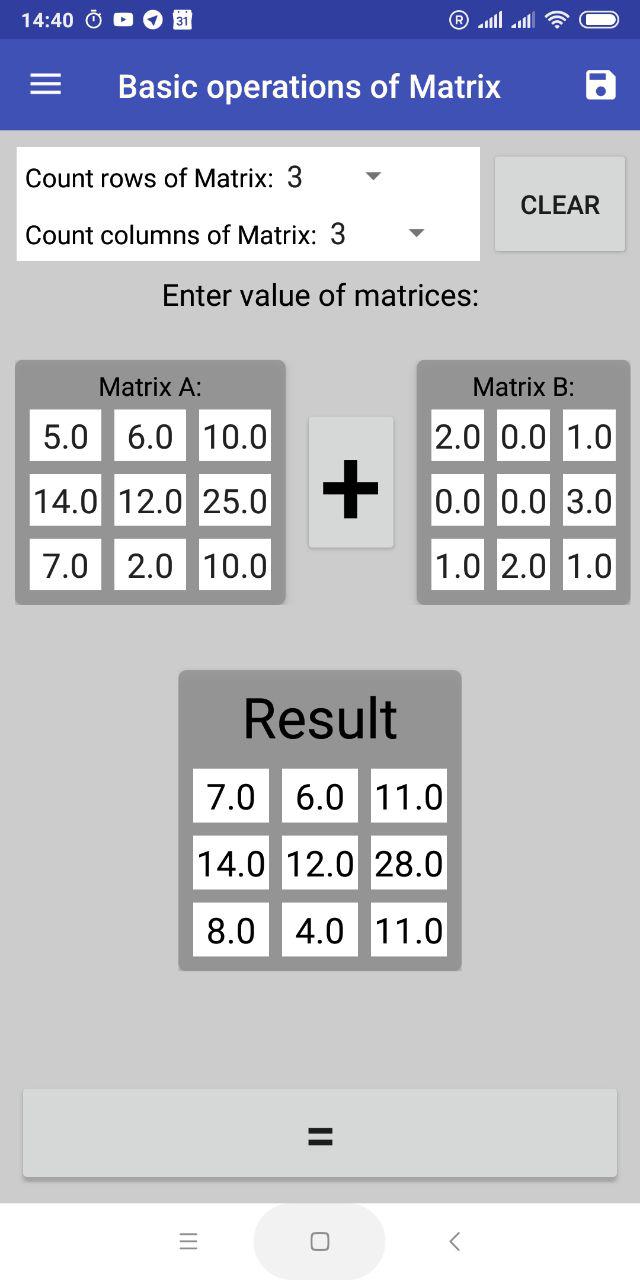 14:40 31 R
Basic operations of Matrix
Count rows of Matrix: 3
CLEAR
Count columns of Matrix: 3
Enter value of matrices:
Matrix A: Matrix B:
5.0 6.0 10.0 2.0 0.0 1.0
+
14.0 12.0 25.0 0.0 0.0 3.0
7.0 2.0 10.0 1.0 2.0 1.0
Result
7.0 6.0 11.0
14.0 12.0 28.0
8.0 4.0 11.0
=